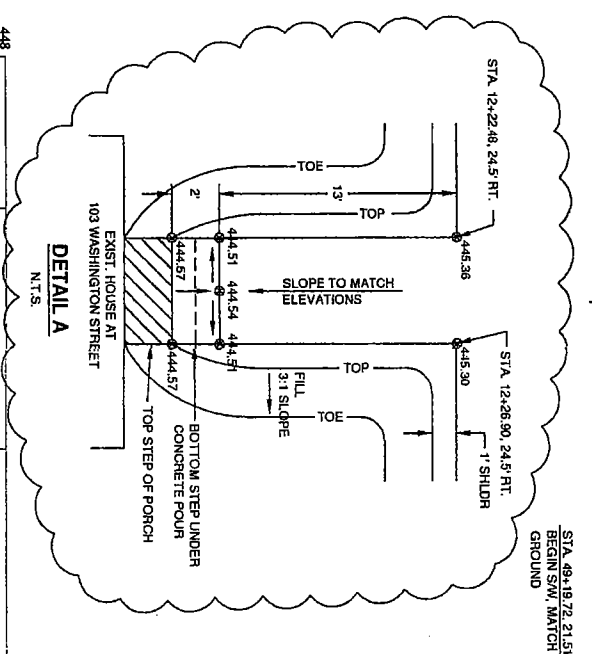 448
STA. 12+22.48, 24.5' RT.
STA. 12+26.90, 24.5' RT.
STA. 49+19.72, 21.51
BEGIN S/W, MATCH
GROUND
445.36
445.30
1' SHLDR
TOE
TOP
13'
2'
TOP
TOE
SLOPE TO MATCH
ELEVATIONS
FILL
3:1 SLOPE
444.51
444.54
444.51
444.57
444.57
BOTTOM STEP UNDER
CONCRETE POUR
TOP STEP OF PORCH
EXIST. HOUSE AT
103 WASHINGTON STREET
DETAIL A
N.T.S.